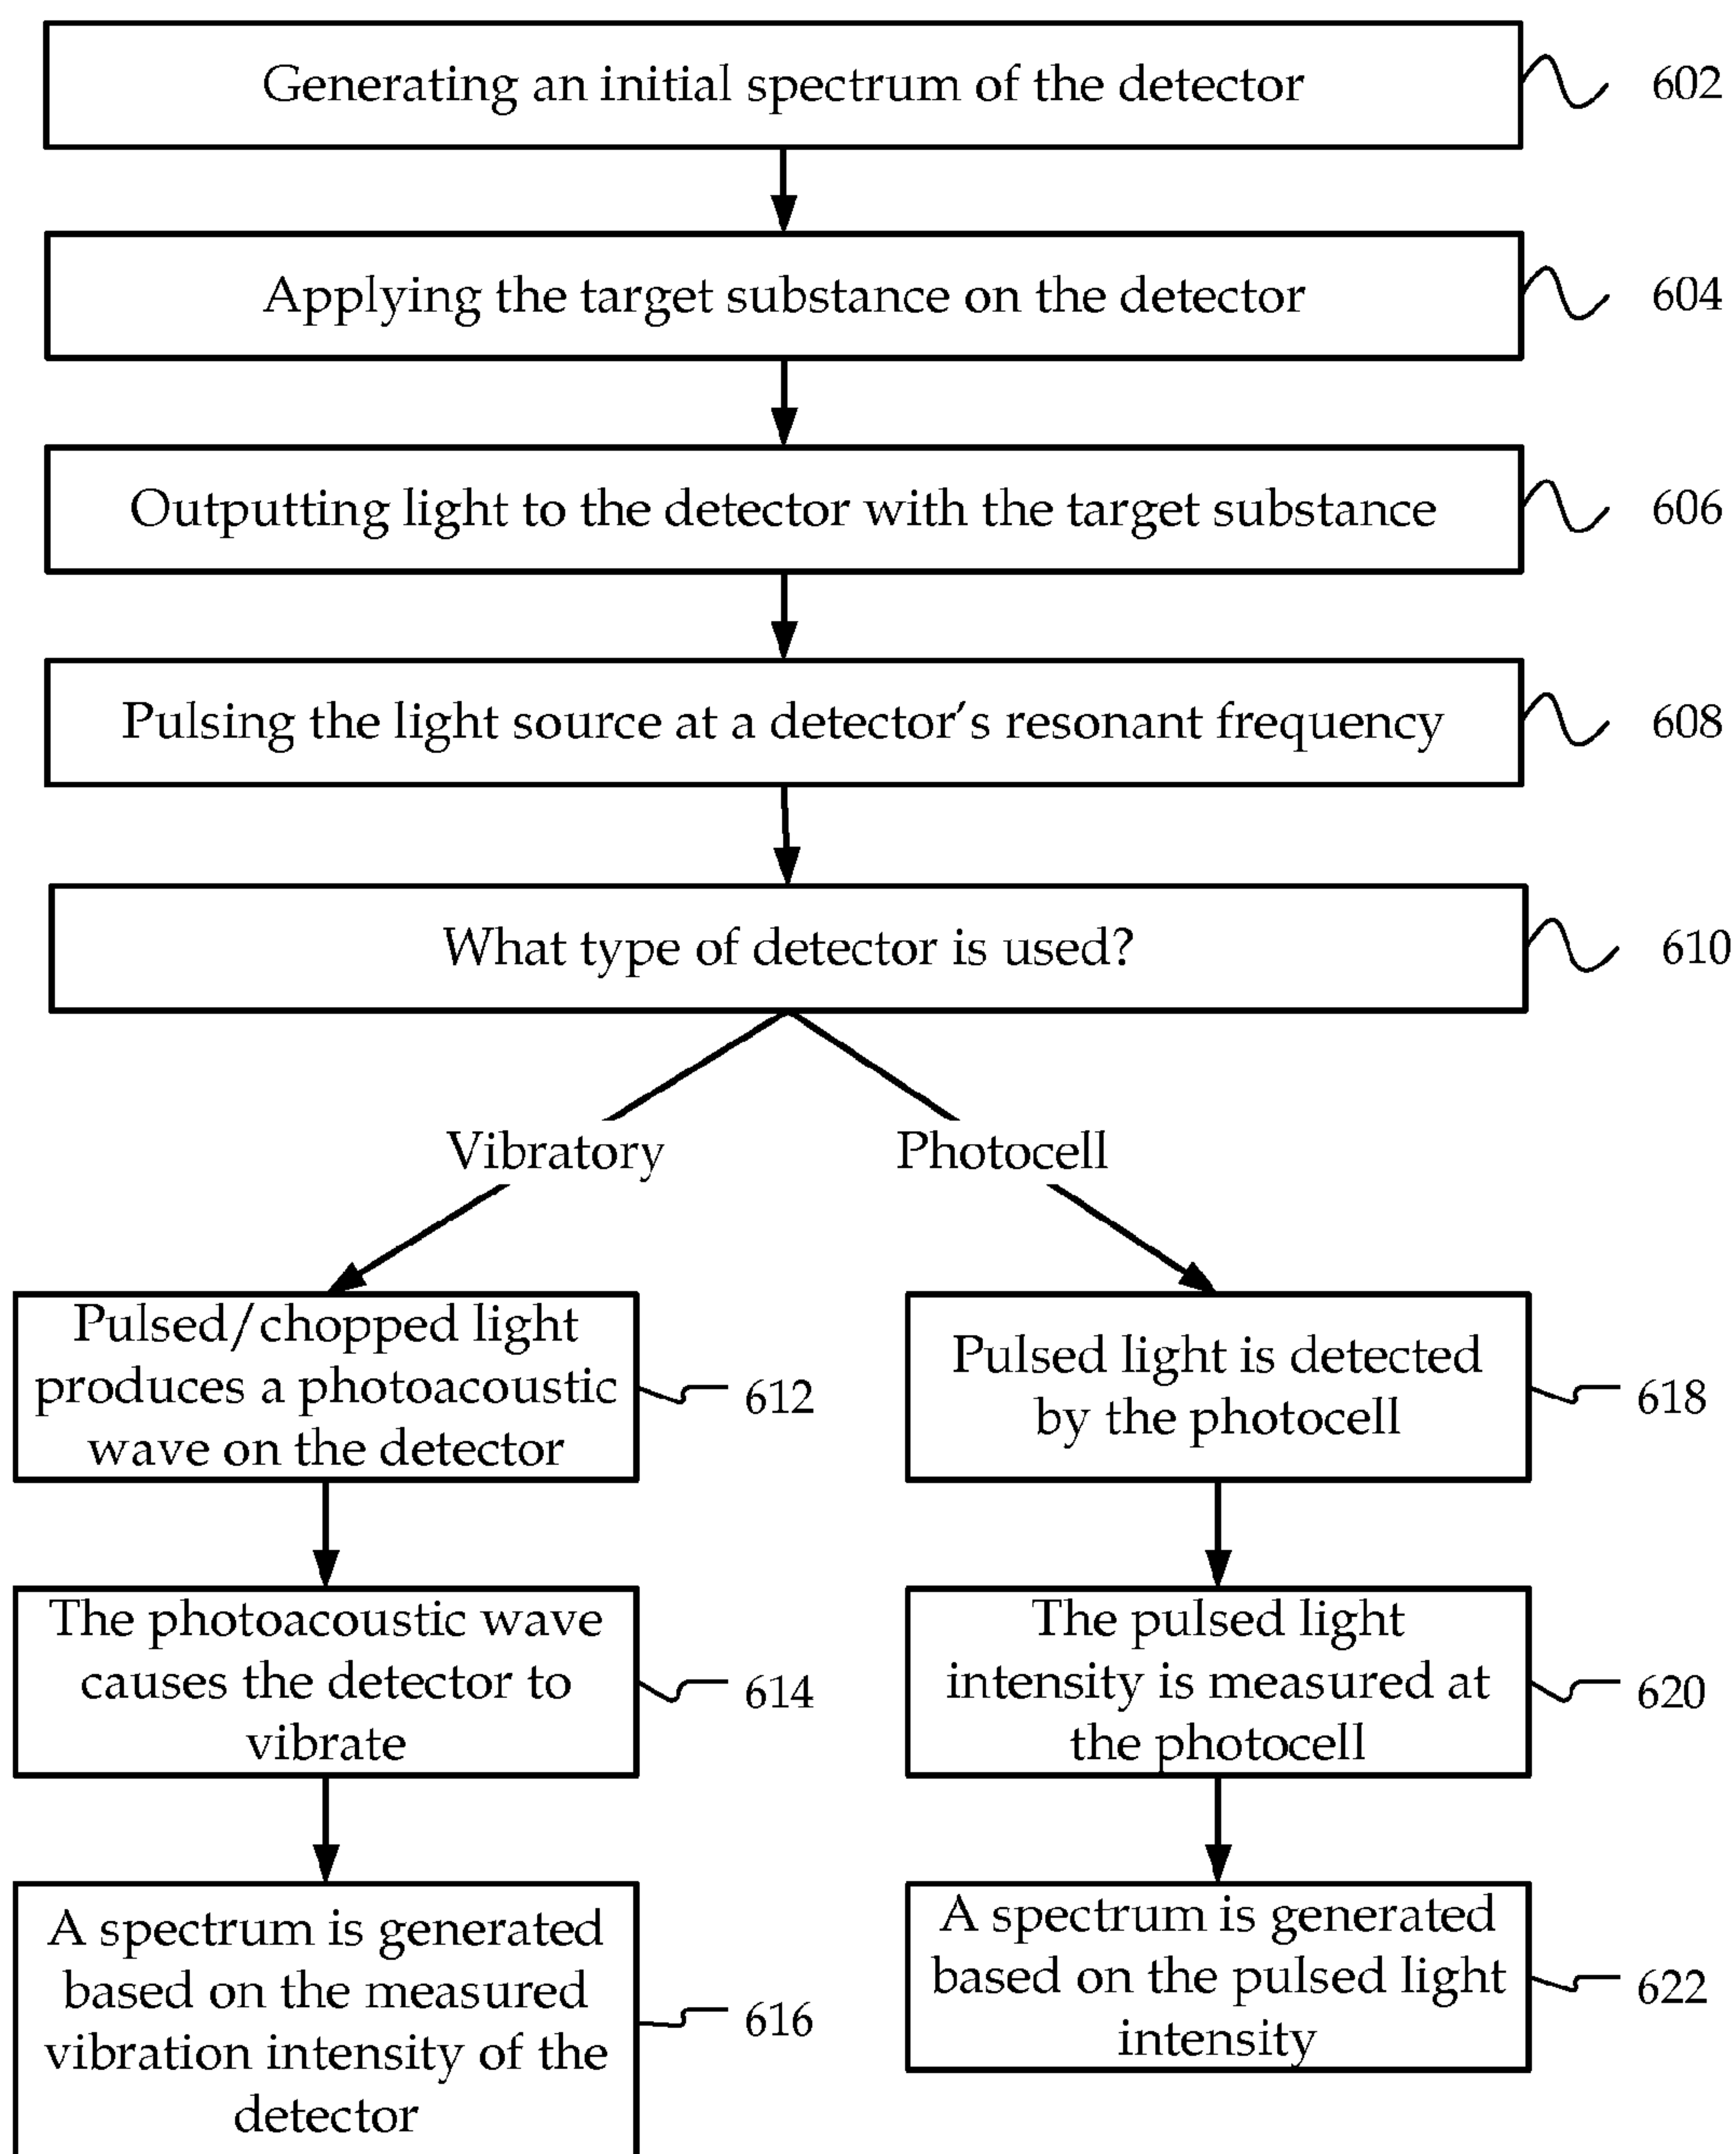 Generating an initial spectrum of the detector
602
Applying the target substance on the detector
604
Outputting light to the detector with the target substance
606
Pulsing the light source at a detector's resonant frequency
608
What type of detector is used?
610
Vibratory
Photocell
Pulsed/chopped light
produces a photoacoustic
wave on the detector
612
The photoacoustic wave
causes the detector to
vibrate
614
A spectrum is generated
based on the measured
vibration intensity of the
detector
616
Pulsed light is detected
by the photocell
618
The pulsed light
intensity is measured at
the photocell
620
A spectrum is generated
based on the pulsed light
intensity
622